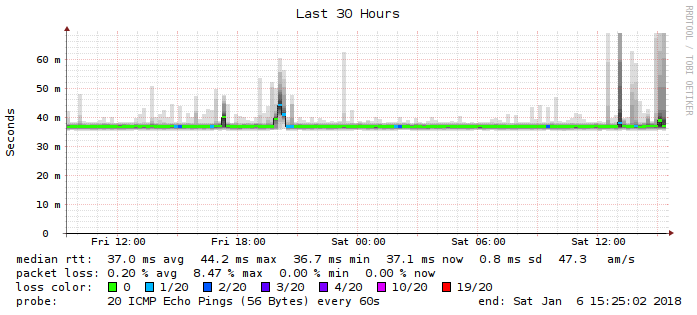 Last 30 Hours
RRDTOOL / TOBI OETIKER
Seconds
60 m
50 m
40 m
30 m
20 m
10 m
0
Fri 12:00 Fri 18:00 Sat 00:00 Sat 06:00 Sat 12:00
median rtt: 37.0 ms avg 44.2 ms max 36.7 ms min 37.1 ms now 0.8 ms sd 47.3 am/s
packet loss: 0.20 % avg 8.47 % max 0.00 % min 0.00 % now
loss color: 0 1/20 2/20 3/20 4/20 10/20 19/20
probe: 20 ICMP Echo Pings (56 Bytes) every 60s end: Sat Jan 6 15:25:02 2018